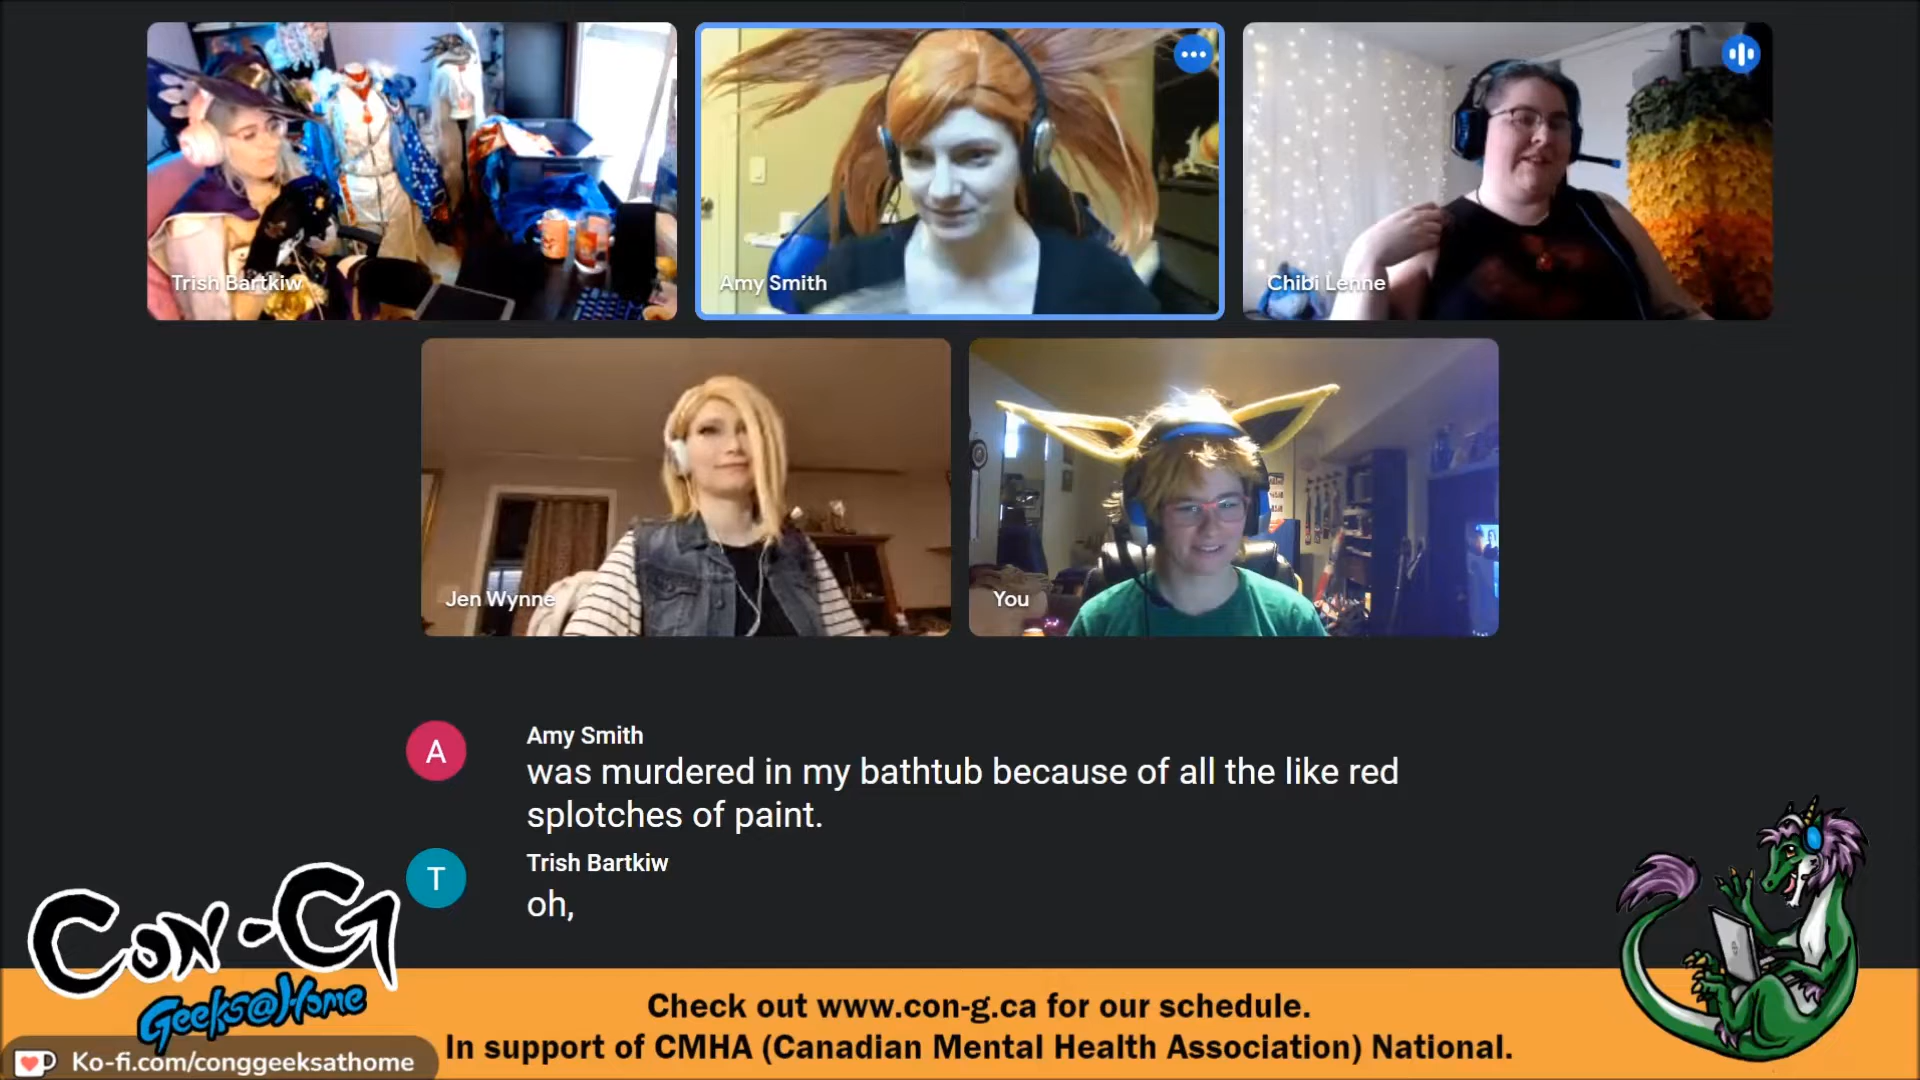 Trish Bartkiw
Amy Smith
Chibi Lenne
Jen Wynne
You
A
Amy Smith
was murdered in my bathtub because of all the like red
splotches of paint.
T
Trish Bartkiw
oh,
Con-G
Geeks@Home
Check out www.con-g.ca for our schedule.
In support of CMHA (Canadian Mental Health Association) National.
Ko-fi.com/conggeeksathome